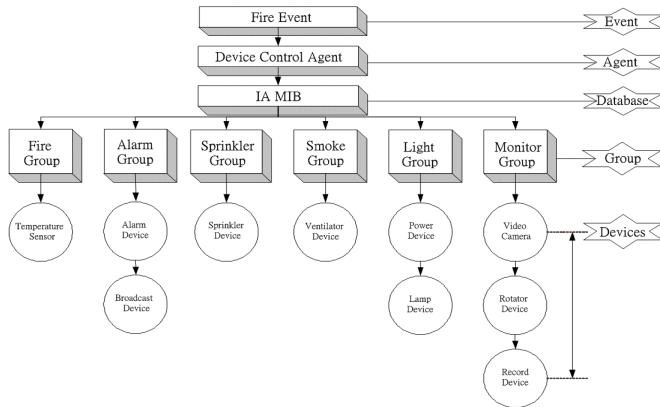 Fire Event
Event
Device Control Agent
Agent
IA MIB
Database
Fire
Group
Alarm
Group
Sprinkler
Group
Smoke
Group
Light
Group
Monitor
Group
Group
Temperature
Sensor
Alarm
Device
Sprinkler
Device
Ventilator
Device
Power
Device
Video
Camera
Devices
Broadcast
Device
Lamp
Device
Rotator
Device
Record
Device